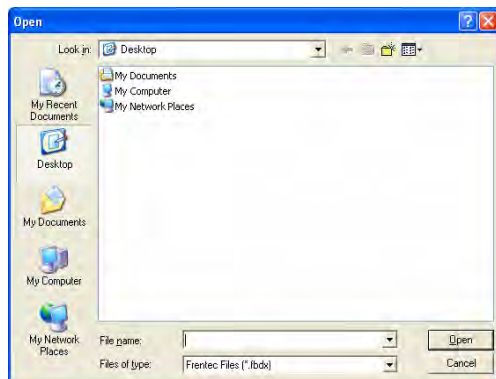 Open
Look in: Desktop
My Documents
My Computer
My Network Places
My Recent
Documents
Desktop
My Documents
My Computer
My Network
Places
File name:
Open
Files of type: Frentec Files (*.fbdx)
Cancel